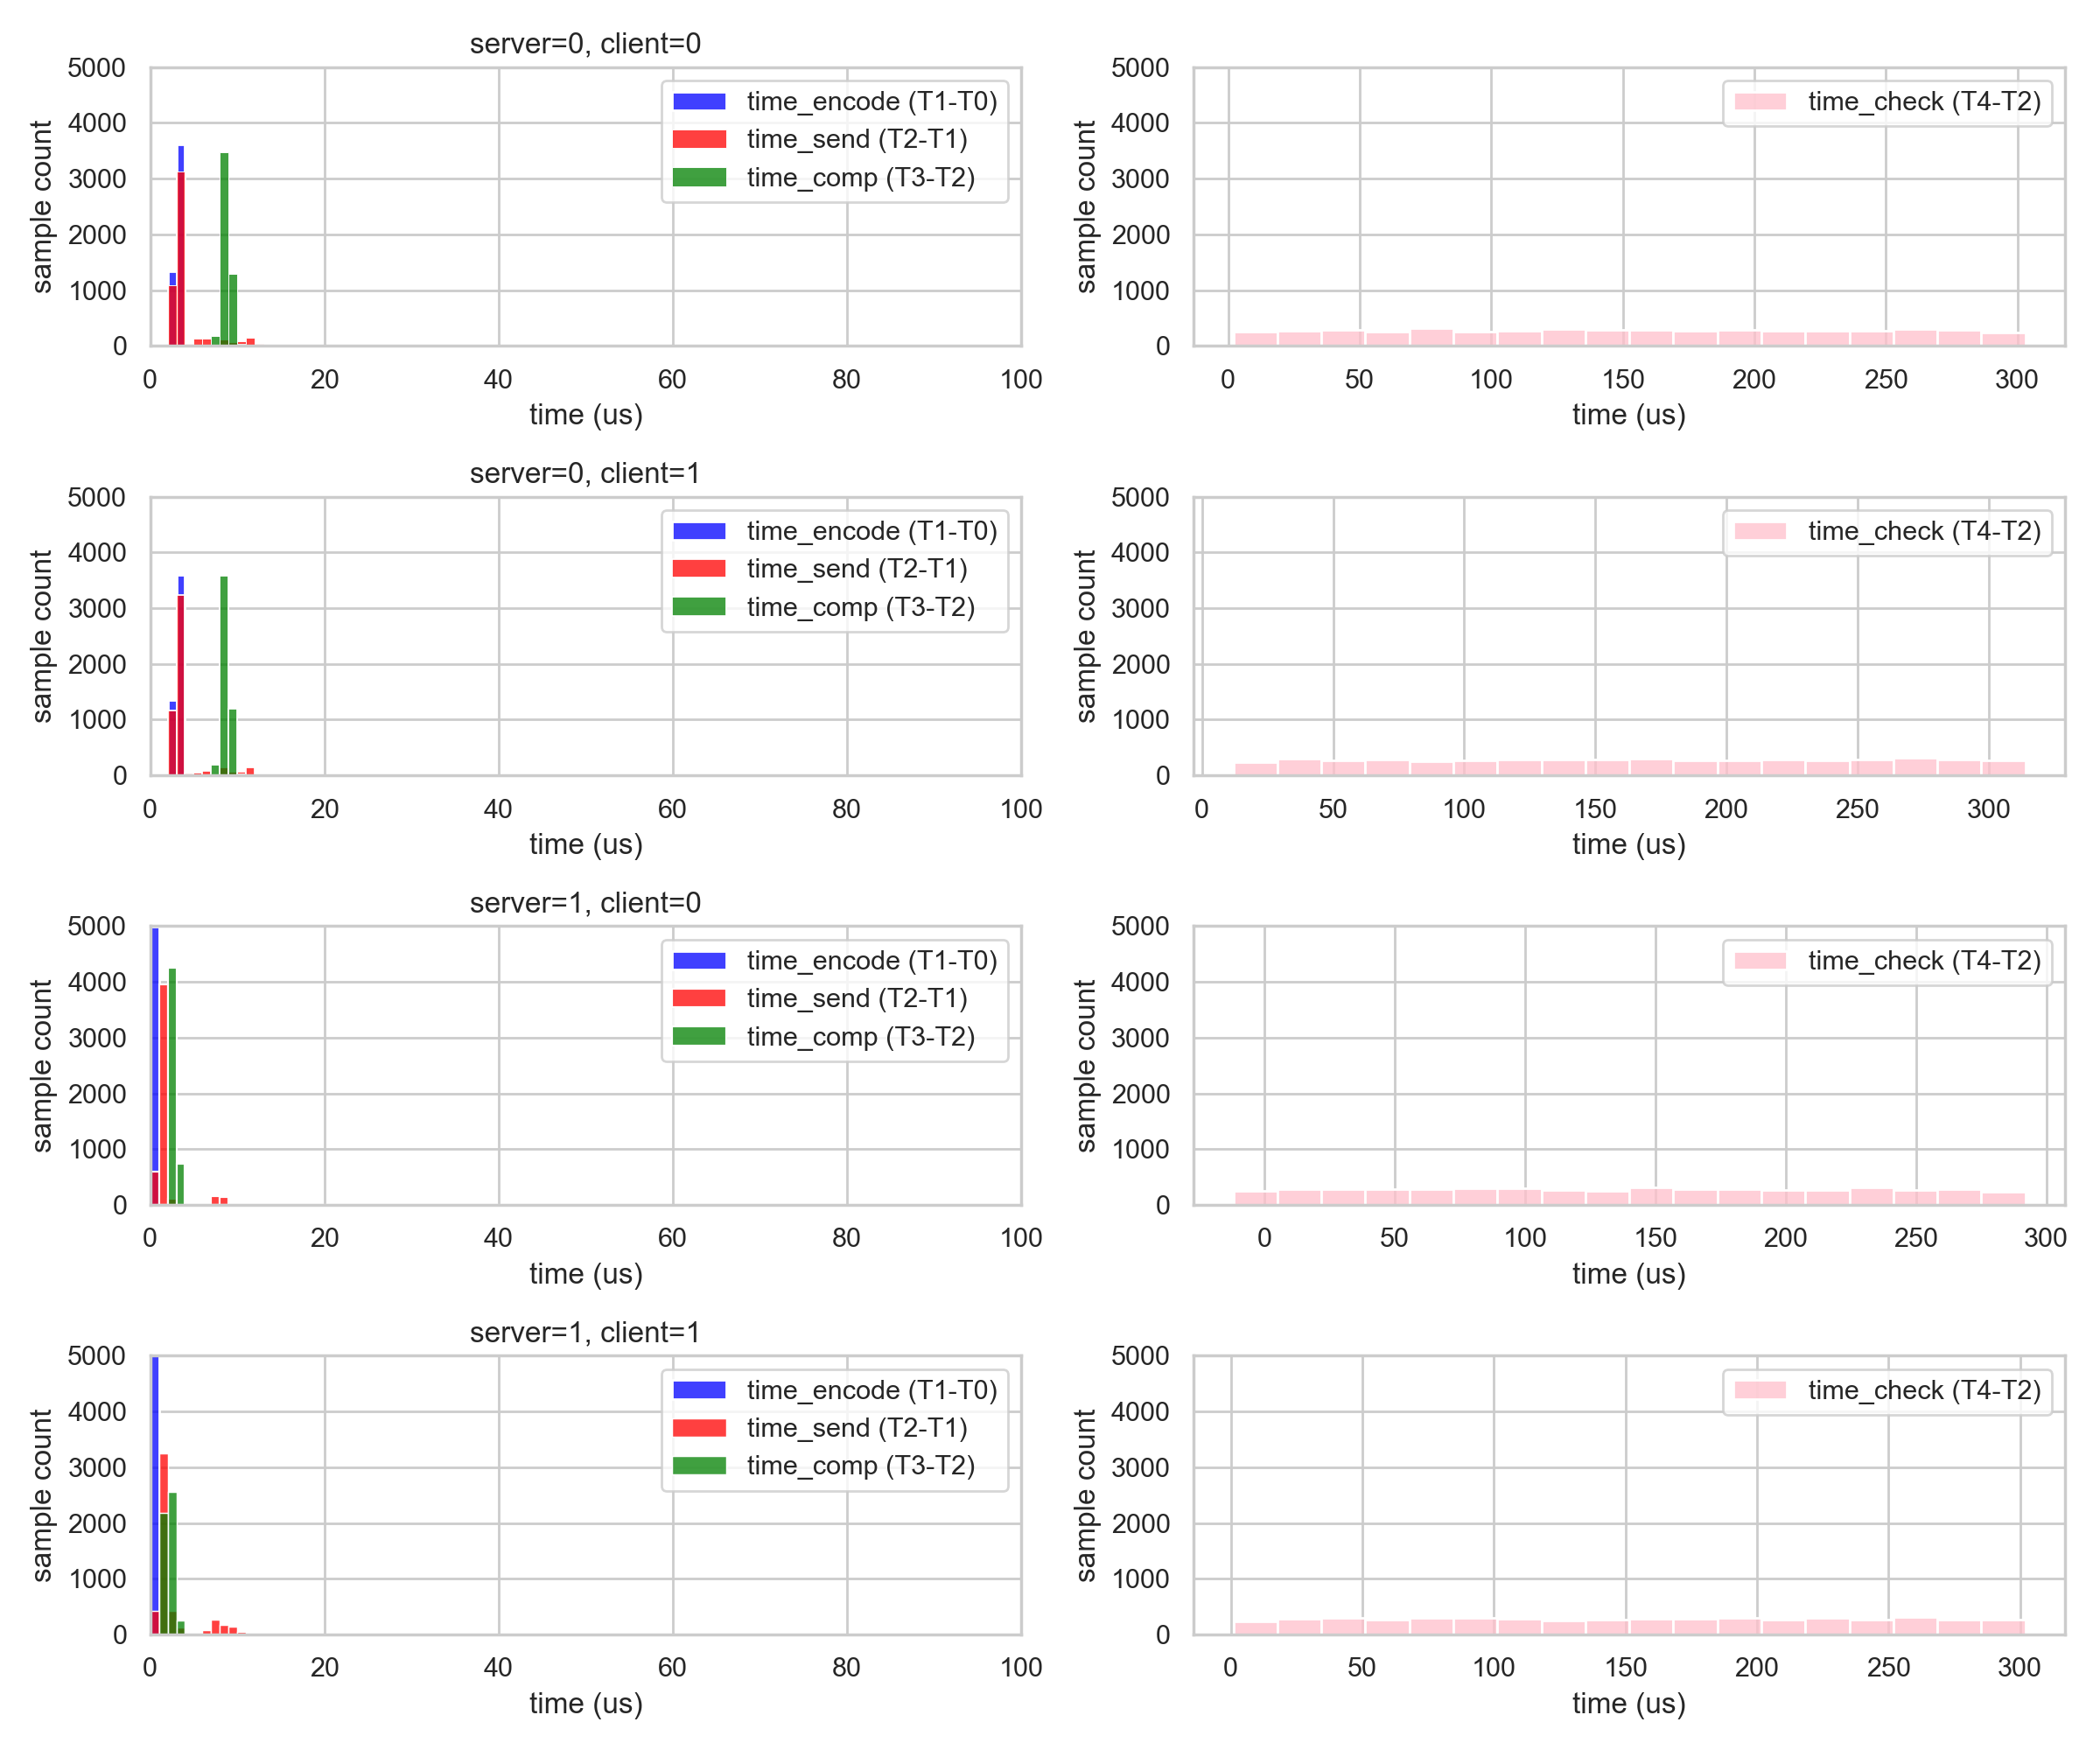 server=0, client=0
sample count
5000
4000
3000
2000
1000
0
time_encode (T1-T0)
time_send (T2-T1)
time_comp (T3-T2)
0 20 40 60 80 100
time (us)
sample count
5000
4000
3000
2000
1000
0
time_check (T4-T2)
0 50 100 150 200 250 300
time (us)
server=0, client=1
sample count
5000
4000
3000
2000
1000
0
time_encode (T1-T0)
time_send (T2-T1)
time_comp (T3-T2)
0 20 40 60 80 100
time (us)
sample count
5000
4000
3000
2000
1000
0
time_check (T4-T2)
0 50 100 150 200 250 300
time (us)
server=1, client=0
sample count
5000
4000
3000
2000
1000
0
time_encode (T1-T0)
time_send (T2-T1)
time_comp (T3-T2)
0 20 40 60 80 100
time (us)
sample count
5000
4000
3000
2000
1000
0
time_check (T4-T2)
0 50 100 150 200 250 300
time (us)
server=1, client=1
sample count
5000
4000
3000
2000
1000
0
time_encode (T1-T0)
time_send (T2-T1)
time_comp (T3-T2)
0 20 40 60 80 100
time (us)
sample count
5000
4000
3000
2000
1000
0
time_check (T4-T2)
0 50 100 150 200 250 300
time (us)